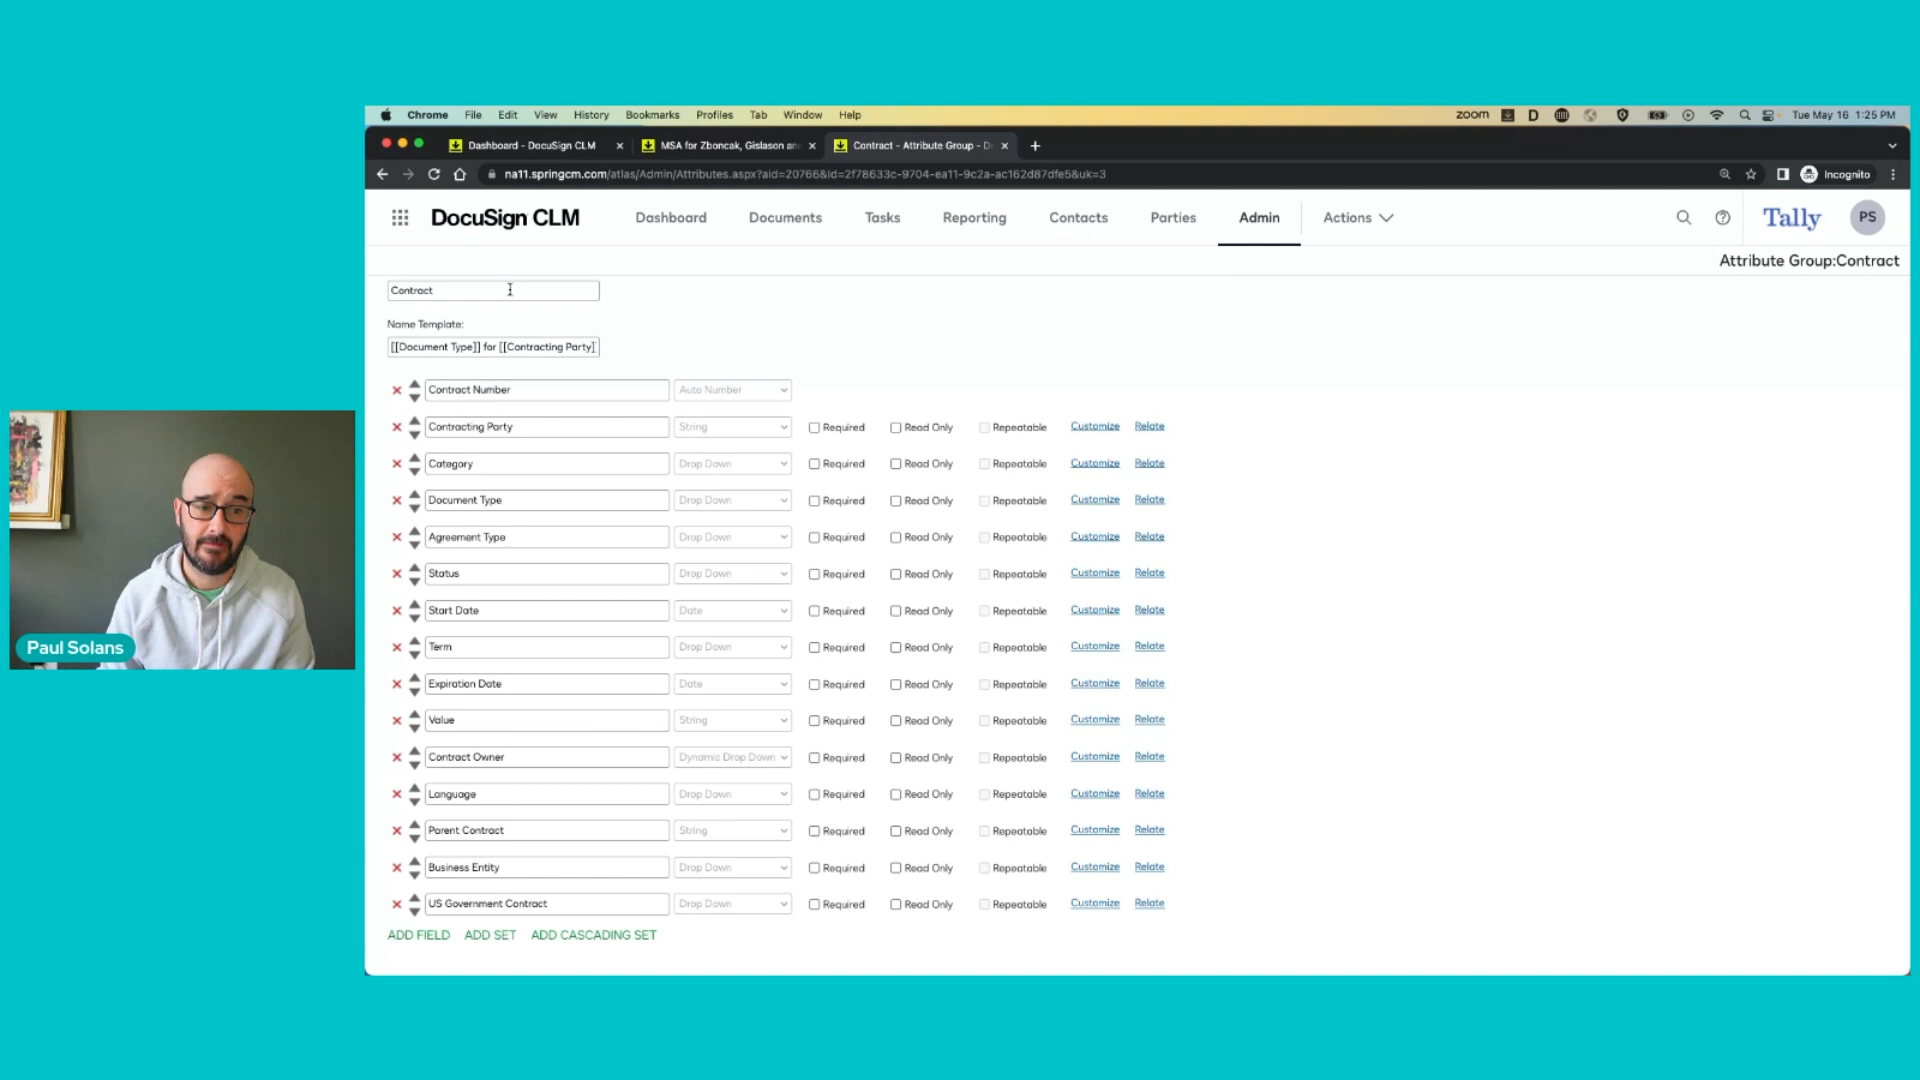 Chrome File Edit View History Bookmarks Profiles Tab Window Help zoom Tue May 16 1:25 PM
Dashboard - DocuSign CLM MSA for Zboncak, Gislason an Contract - Attribute Group - D
na11.springcm.com/atlas/Admin/Attributes.aspx?aid=20766&id=2f78633c-9704-ea11-9c2a-ac162d87dfe5&uk=3 Incognito
DocuSign CLM Dashboard Documents Tasks Reporting Contacts Parties Admin Actions Tally PS
Attribute Group:Contract
Contract
Name Template:
[[Document Type]] for [[Contracting Party]
Contract Number Auto Number
Contracting Party String Required Read Only Repeatable Customize Relate
Category Drop Down Required Read Only Repeatable Customize Relate
Document Type Drop Down Required Read Only Repeatable Customize Relate
Agreement Type Drop Down Required Read Only Repeatable Customize Relate
Status Drop Down Required Read Only Repeatable Customize Relate
Start Date Date Required Read Only Repeatable Customize Relate
Term Drop Down Required Read Only Repeatable Customize Relate
Expiration Date Date Required Read Only Repeatable Customize Relate
Value String Required Read Only Repeatable Customize Relate
Contract Owner Dynamic Drop Down Required Read Only Repeatable Customize Relate
Language Drop Down Required Read Only Repeatable Customize Relate
Parent Contract String Required Read Only Repeatable Customize Relate
Business Entity Drop Down Required Read Only Repeatable Customize Relate
US Government Contract Drop Down Required Read Only Repeatable Customize Relate
ADD FIELD ADD SET ADD CASCADING SET
Paul Solans